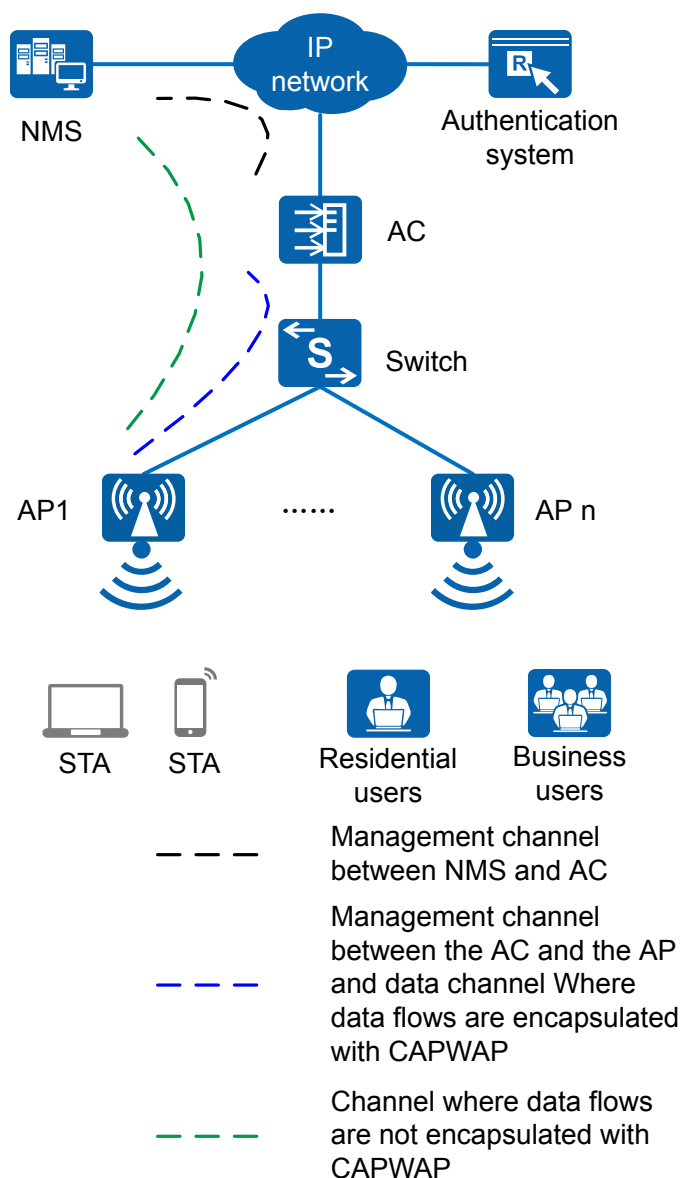 IP
network
NMS
Authentication
system
R
AC
S
Switch
AP1
......
AP n
STA
STA
Residential
users
Business
users
Management channel
between NMS and AC
Management channel
between the AC and the AP
and data channel Where
data flows are encapsulated
with CAPWAP
Channel where data flows
are not encapsulated with
CAPWAP